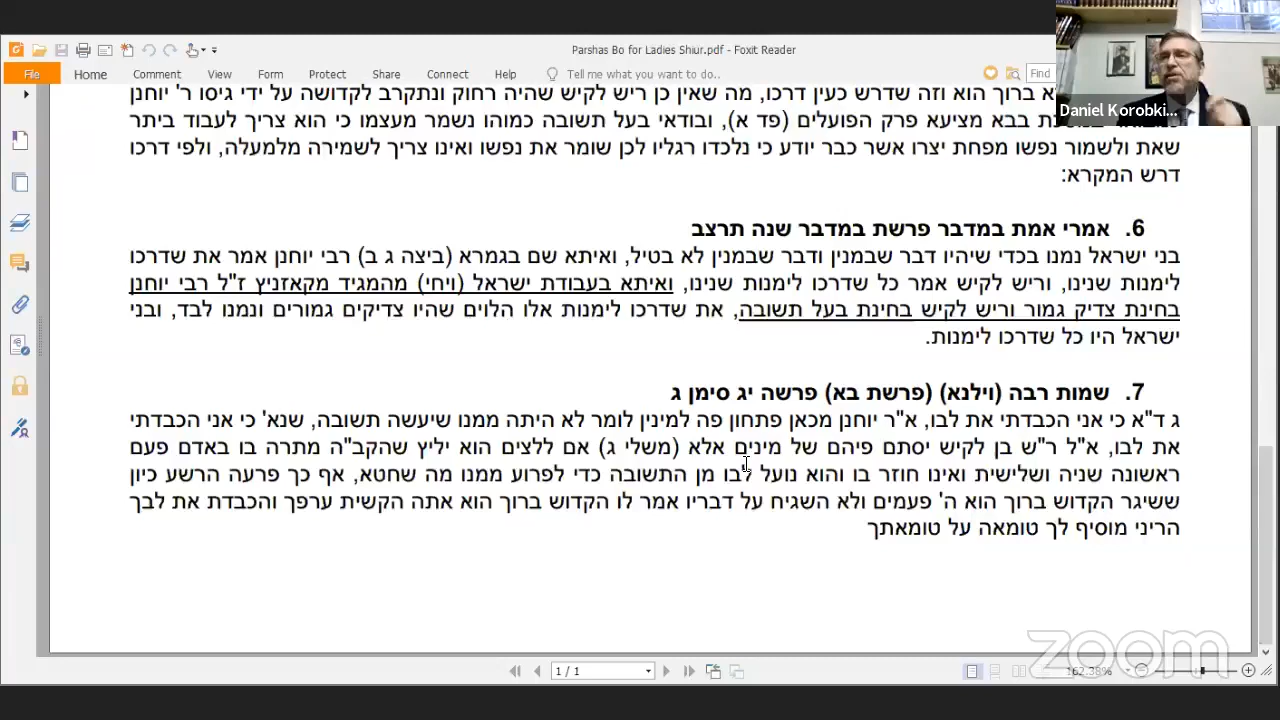 Parshas Bo for Ladies Shiur.pdf - Foxit Reader
File Home Comment View Form Protect Share Connect Help Tell me what you want to do.. Find
Daniel Korobki...
ברוך הוא וזה שדרש כעין דרכו, מה שאין כן ריש לקיש שהיה רחוק ונתקרב לקדושה על ידי גיסו ר' יוחנן
בבא מציעא פרק הפועלים (פד א), ובודאי בעל תשובה כמוהו נשמר מעצמו כי הוא צריך לעבוד ביתר
שאת ולשמור נפשו מפחת יצרו אשר כבר יודע כי נלכדו רגליו לכן שומר את נפשו ואינו צריך לשמירה מלמעלה, ולפי דרכו
דרש המקרא:
6. אמרי אמת במדבר פרשת במדבר שנה תרצב
בני ישראל נמנו בכדי שיהיו דבר שבמנין ודבר שבמנין לא בטיל, ואיתא שם בגמרא (ביצה ג ב) רבי יוחנן אמר את שדרכו
לימנות שנינו, וריש לקיש אמר כל שדרכו לימנות שנינו, ואיתא בעבודת ישראל (ויחי) מהמגיד מקאזניץ ז"ל רבי יוחנן
בחינת צדיק גמור וריש לקיש בחינת בעל תשובה, את שדרכו לימנות אלו הלוים שהיו צדיקים גמורים ונמנו לבד, ובני
ישראל היו כל שדרכו לימנות.
7. שמות רבה (וילנא) (פרשת בא) פרשה יג סימן ג
ג ד"א כי אני הכבדתי את לבו, א"ר יוחנן מכאן פתחון פה למינין לומר לא היתה ממנו שיעשה תשובה, שנא' כי אני הכבדתי
את לבו, א"ל ר"ש בן לקיש יסתם פיהם של מינים אלא (משלי ג) אם ללצים הוא יליץ שהקב"ה מתרה בו באדם פעם
ראשונה שניה ושלישית ואינו חוזר בו והוא נועל לבו מן התשובה כדי לפרוע ממנו מה שחטא, אף כך פרעה הרשע כיון
ששיגר הקדוש ברוך הוא ה' פעמים ולא השגיח על דבריו אמר לו הקדוש ברוך הוא אתה הקשית ערפך והכבדת את לבך
הריני מוסיף לך טומאה על טומאתך
zoom
1 / 1
162.38%